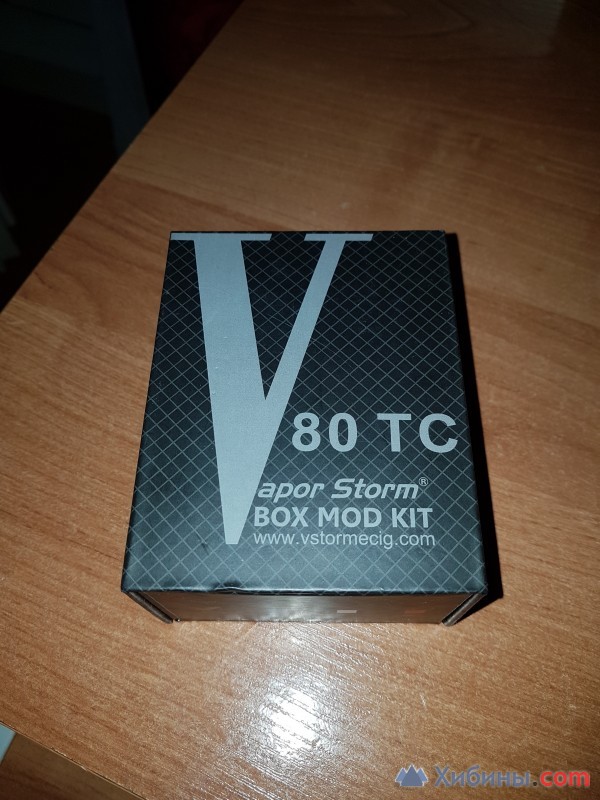 V
80 TC
apor Storm®
BOX MOD KIT
www.vstormecig.com
Хибины.com